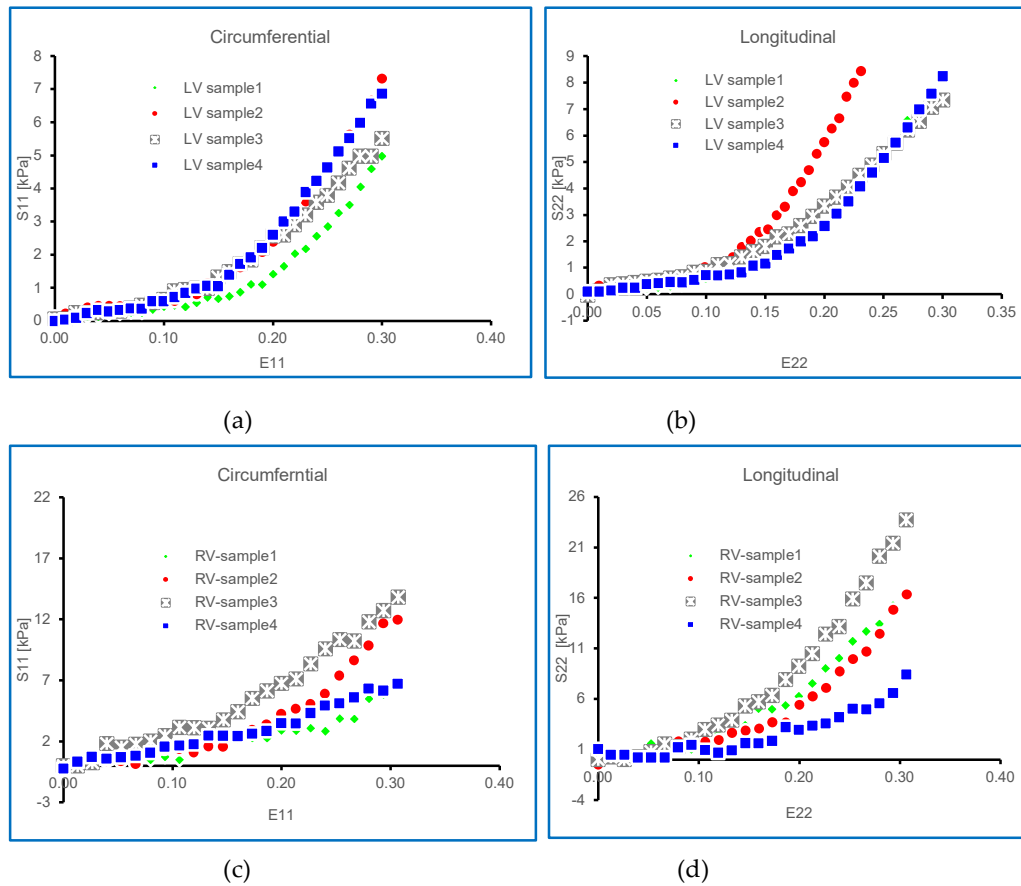 Circumferential
S11 [kPa]
8
7
6
5
4
3
2
1
0
LV sample1
LV sample2
LV sample3
LV sample4
0.00 0.10 0.20 0.30 0.40
E11
(a)
Longitudinal
S22 [kPa]
9
8
7
6
5
4
3
2
1
0
-1
LV sample1
LV sample2
LV sample3
LV sample4
0.00 0.05 0.10 0.15 0.20 0.25 0.30 0.35
E22
(b)
Circumferntial
S11 [kPa]
22
17
12
7
2
-3
RV-sample1
RV-sample2
RV-sample3
RV-sample4
0.00 0.10 0.20 0.30 0.40
E11
(c)
Longitudinal
S22 [kPa]
26
21
16
11
6
1
-4
RV-sample1
RV-sample2
RV-sample3
RV-sample4
0.00 0.10 0.20 0.30 0.40
E22
(d)